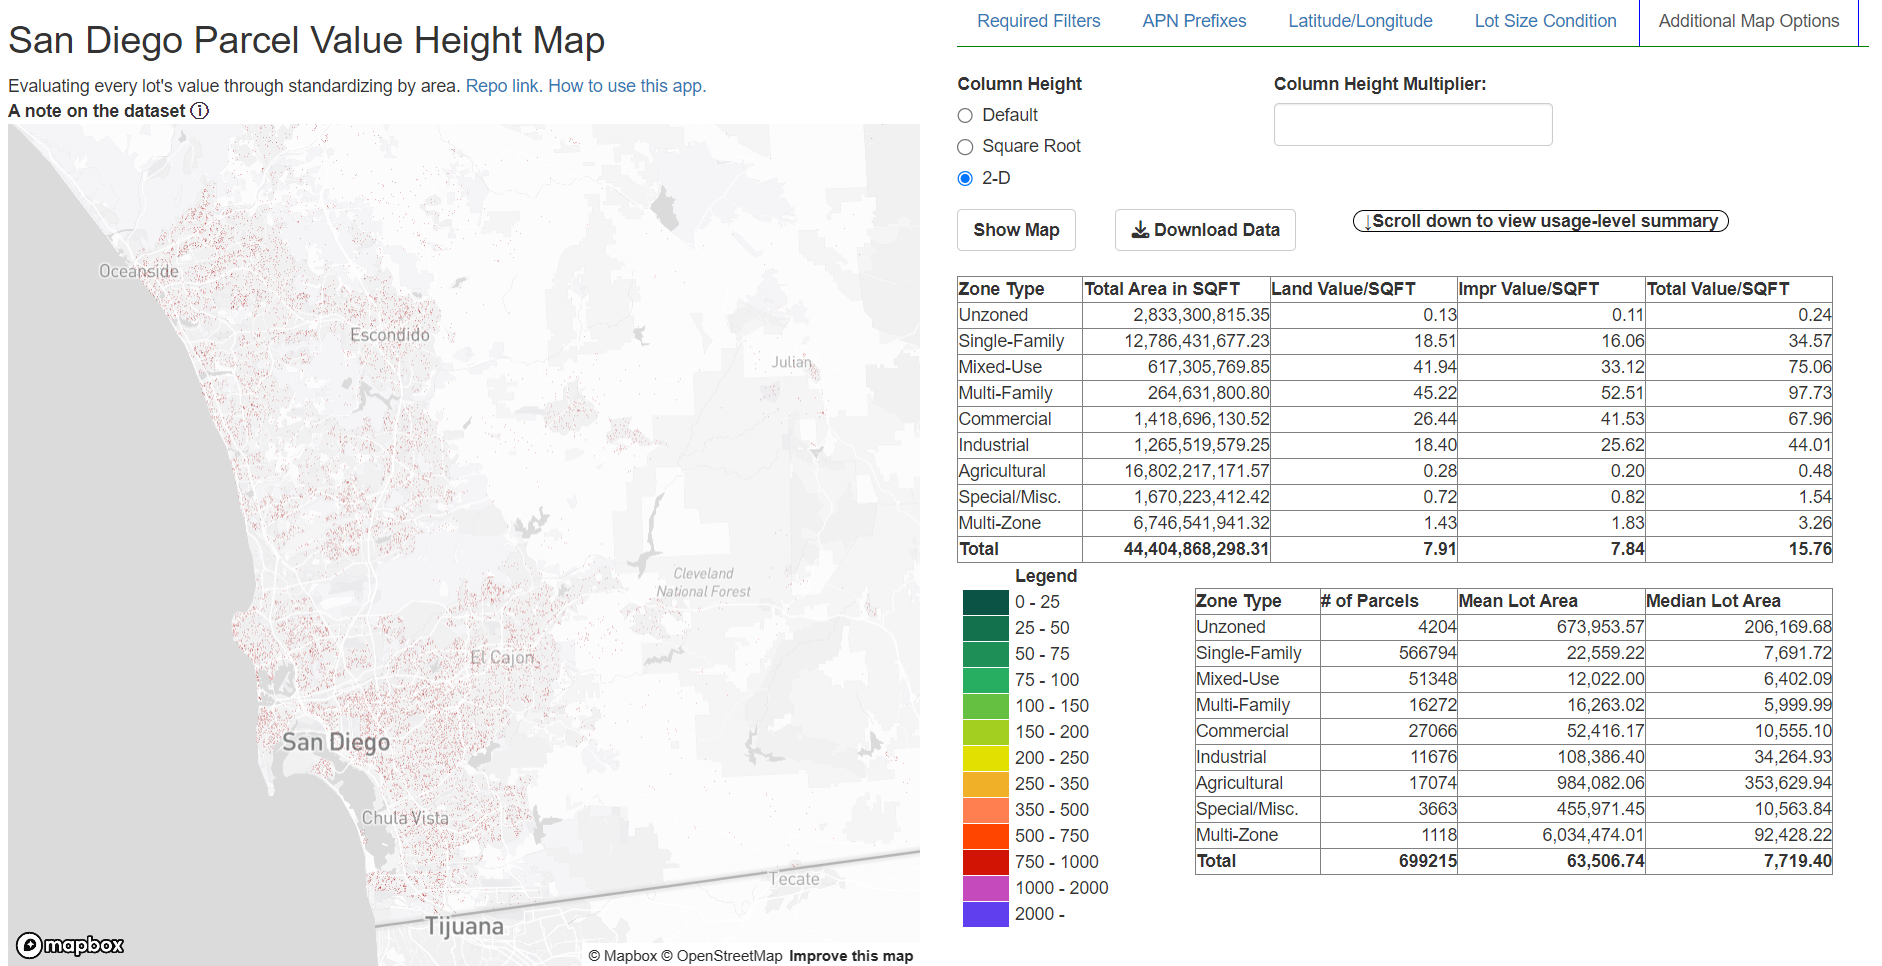 San Diego Parcel Value Height Map
Evaluating every lot's value through standardizing by area. Repo link. How to use this app.
A note on the dataset ⓘ
Oceanside
Escondido
Julian
Cleveland
National Forest
El Cajon
San Diego
Chula Vista
Tecate
Tijuana
mapbox
© Mapbox © OpenStreetMap Improve this map
Required Filters APN Prefixes Latitude/Longitude Lot Size Condition Additional Map Options
Column Height Column Height Multiplier:
Default
Square Root
2-D
Show Map Download Data ↓Scroll down to view usage-level summary
Zone Type Total Area in SQFT Land Value/SQFT Impr Value/SQFT Total Value/SQFT
Unzoned 2,833,300,815.35 0.13 0.11 0.24
Single-Family 12,786,431,677.23 18.51 16.06 34.57
Mixed-Use 617,305,769.85 41.94 33.12 75.06
Multi-Family 264,631,800.80 45.22 52.51 97.73
Commercial 1,418,696,130.52 26.44 41.53 67.96
Industrial 1,265,519,579.25 18.40 25.62 44.01
Agricultural 16,802,217,171.57 0.28 0.20 0.48
Special/Misc. 1,670,223,412.42 0.72 0.82 1.54
Multi-Zone 6,746,541,941.32 1.43 1.83 3.26
Total 44,404,868,298.31 7.91 7.84 15.76
Legend
0 - 25
25 - 50
50 - 75
75 - 100
100 - 150
150 - 200
200 - 250
250 - 350
350 - 500
500 - 750
750 - 1000
1000 - 2000
2000 -
Zone Type # of Parcels Mean Lot Area Median Lot Area
Unzoned 4204 673,953.57 206,169.68
Single-Family 566794 22,559.22 7,691.72
Mixed-Use 51348 12,022.00 6,402.09
Multi-Family 16272 16,263.02 5,999.99
Commercial 27066 52,416.17 10,555.10
Industrial 11676 108,386.40 34,264.93
Agricultural 17074 984,082.06 353,629.94
Special/Misc. 3663 455,971.45 10,563.84
Multi-Zone 1118 6,034,474.01 92,428.22
Total 699215 63,506.74 7,719.40